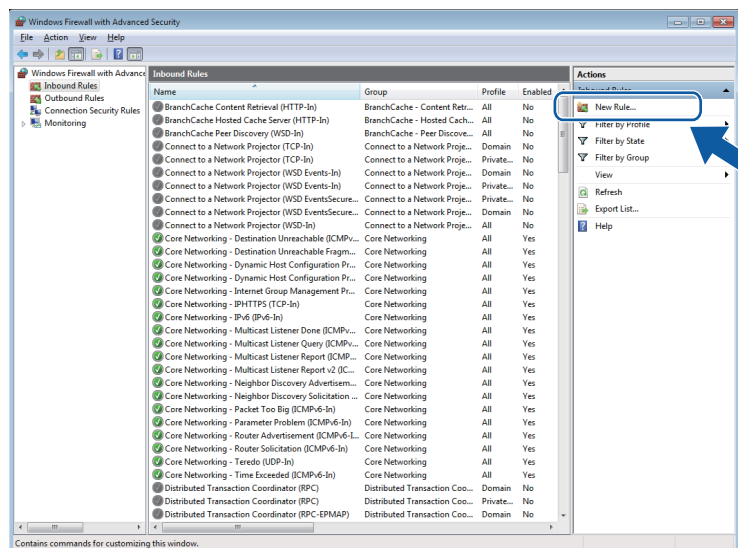 Windows Firewall with Advanced Security
File Action View Help
Windows Firewall with Advance
Inbound Rules
Outbound Rules
Connection Security Rules
Monitoring
Inbound Rules
Name Group Profile Enabled
BranchCache Content Retrieval (HTTP-In) BranchCache - Content Retr... All No
BranchCache Hosted Cache Server (HTTP-In) BranchCache - Hosted Cach... All No
BranchCache Peer Discovery (WSD-In) BranchCache - Peer Discove... All No
Connect to a Network Projector (TCP-In) Connect to a Network Proje... Domain No
Connect to a Network Projector (TCP-In) Connect to a Network Proje... Private... No
Connect to a Network Projector (WSD Events-In) Connect to a Network Proje... Domain No
Connect to a Network Projector (WSD Events-In) Connect to a Network Proje... Private... No
Connect to a Network Projector (WSD EventsSecure... Connect to a Network Proje... Private... No
Connect to a Network Projector (WSD EventsSecure... Connect to a Network Proje... Domain No
Connect to a Network Projector (WSD-In) Connect to a Network Proje... All No
Core Networking - Destination Unreachable (ICMPv... Core Networking All Yes
Core Networking - Destination Unreachable Fragm... Core Networking All Yes
Core Networking - Dynamic Host Configuration Pr... Core Networking All Yes
Core Networking - Dynamic Host Configuration Pr... Core Networking All Yes
Core Networking - Internet Group Management Pr... Core Networking All Yes
Core Networking - IPHTTPS (TCP-In) Core Networking All Yes
Core Networking - IPv6 (IPv6-In) Core Networking All Yes
Core Networking - Multicast Listener Done (ICMPv... Core Networking All Yes
Core Networking - Multicast Listener Query (ICMPv... Core Networking All Yes
Core Networking - Multicast Listener Report (ICMP... Core Networking All Yes
Core Networking - Multicast Listener Report v2 (IC... Core Networking All Yes
Core Networking - Neighbor Discovery Advertisem... Core Networking All Yes
Core Networking - Neighbor Discovery Solicitation ... Core Networking All Yes
Core Networking - Packet Too Big (ICMPv6-In) Core Networking All Yes
Core Networking - Parameter Problem (ICMPv6-In) Core Networking All Yes
Core Networking - Router Advertisement (ICMPv6-I... Core Networking All Yes
Core Networking - Router Solicitation (ICMPv6-In) Core Networking All Yes
Core Networking - Teredo (UDP-In) Core Networking All Yes
Core Networking - Time Exceeded (ICMPv6-In) Core Networking All Yes
Distributed Transaction Coordinator (RPC) Distributed Transaction Coo... Domain No
Distributed Transaction Coordinator (RPC) Distributed Transaction Coo... Private... No
Distributed Transaction Coordinator (RPC-EPMAP) Distributed Transaction Coo... Domain No
Actions
Inbound Rules
New Rule...
Filter by Profile
Filter by State
Filter by Group
View
Refresh
Export List...
Help
Contains commands for customizing this window.